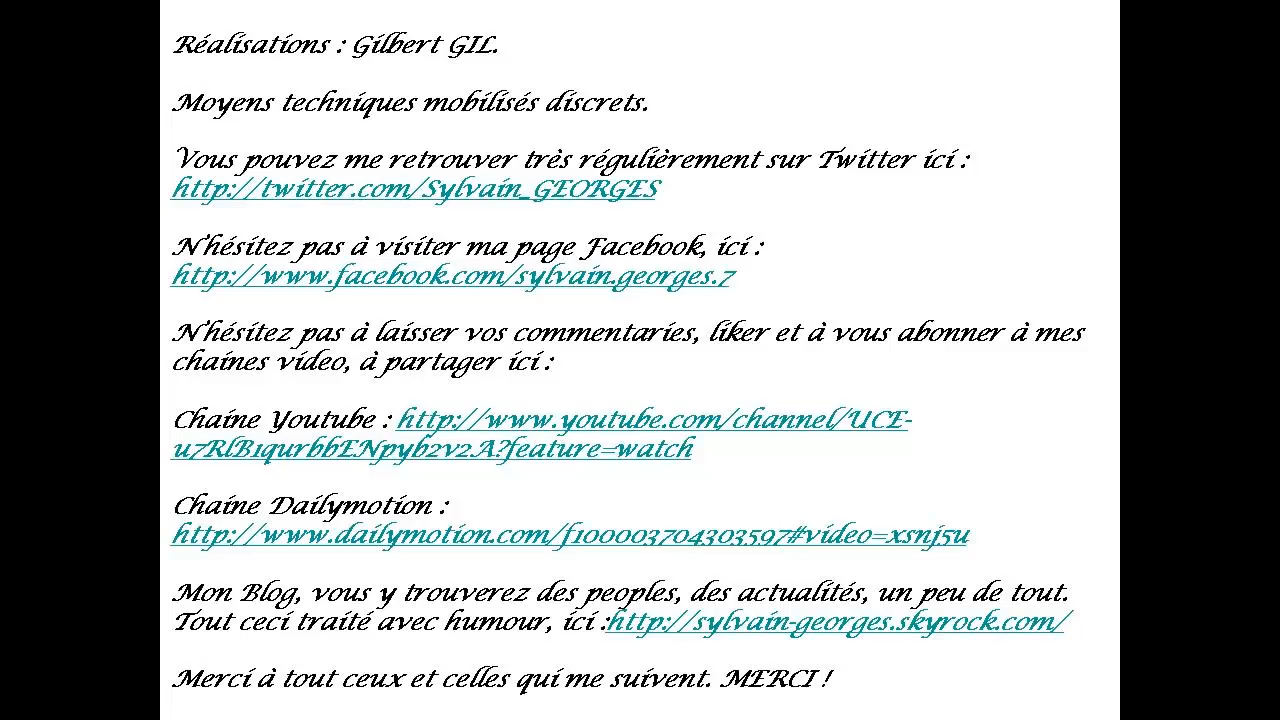 Réalisations : Gilbert GIL.
Moyens techniques mobilisés discrets.
Vous pouvez me retrouver très régulièrement sur Twitter ici :
http://twitter.com/Sylvain_GEORGES
N'hésitez pas à visiter ma page Facebook, ici :
http://www.facebook.com/sylvain.georges.7
N'hésitez pas à laisser vos commentaries, liker et à vous abonner à mes
chaines video, à partager ici :
Chaine Youtube : http://www.youtube.com/channel/UCE-
u7RlB1qurbbENpyb2v2A?feature=watch
Chaine Dailymotion :
http://www.dailymotion.com/f100003704303597#video=xsnj5u
Mon Blog, vous y trouverez des peoples, des actualités, un peu de tout.
Tout ceci traité avec humour, ici :http://sylvain-georges.skyrock.com/
Merci à tout ceux et celles qui me suivent. MERCI !